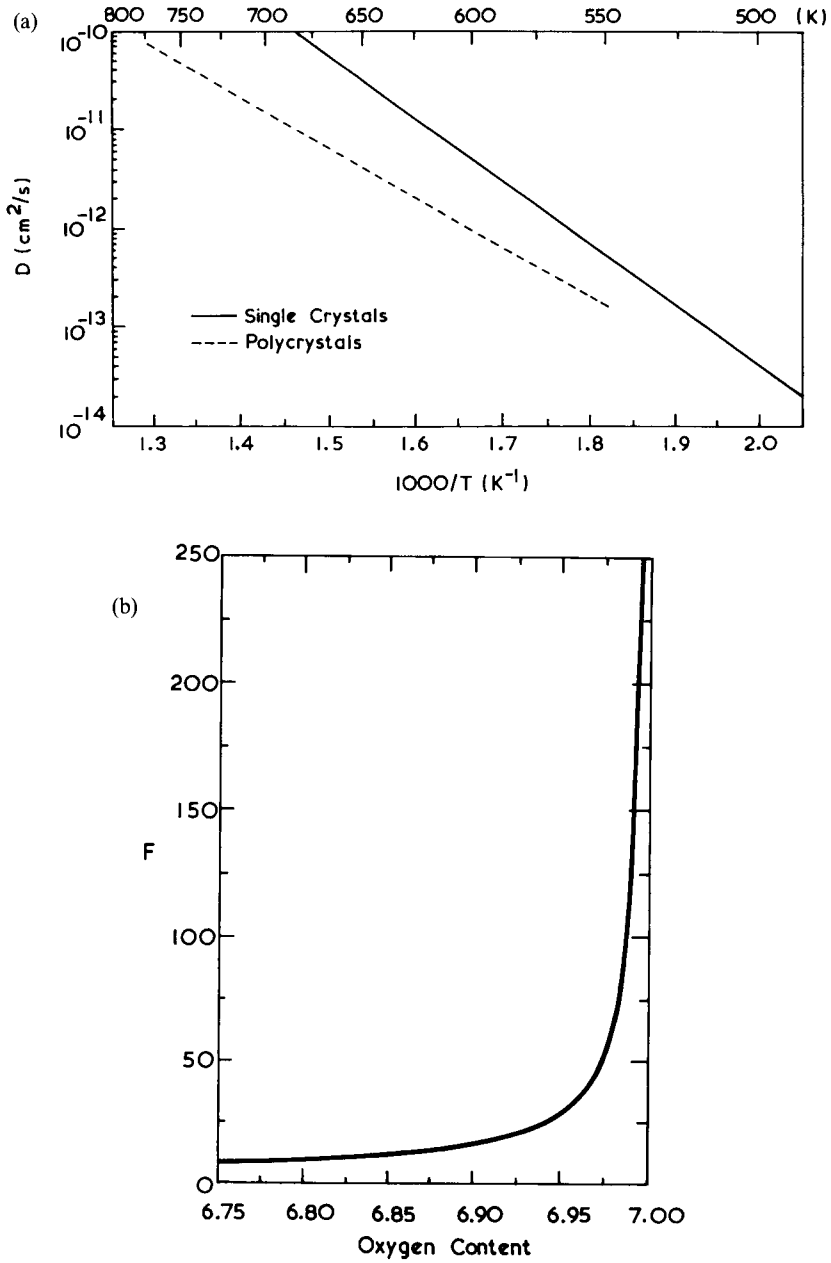 (a)
800 750 700 650 600 550 500 (K)
10⁻¹⁰
10⁻¹¹
10⁻¹²
10⁻¹³
10⁻¹⁴
D (cm²/s)
Single Crystals
Polycrystals
1.3 1.4 1.5 1.6 1.7 1.8 1.9 2.0
1000/T (K⁻¹)
(b)
250
200
150
100
50
0
F
6.75 6.80 6.85 6.90 6.95 7.00
Oxygen Content